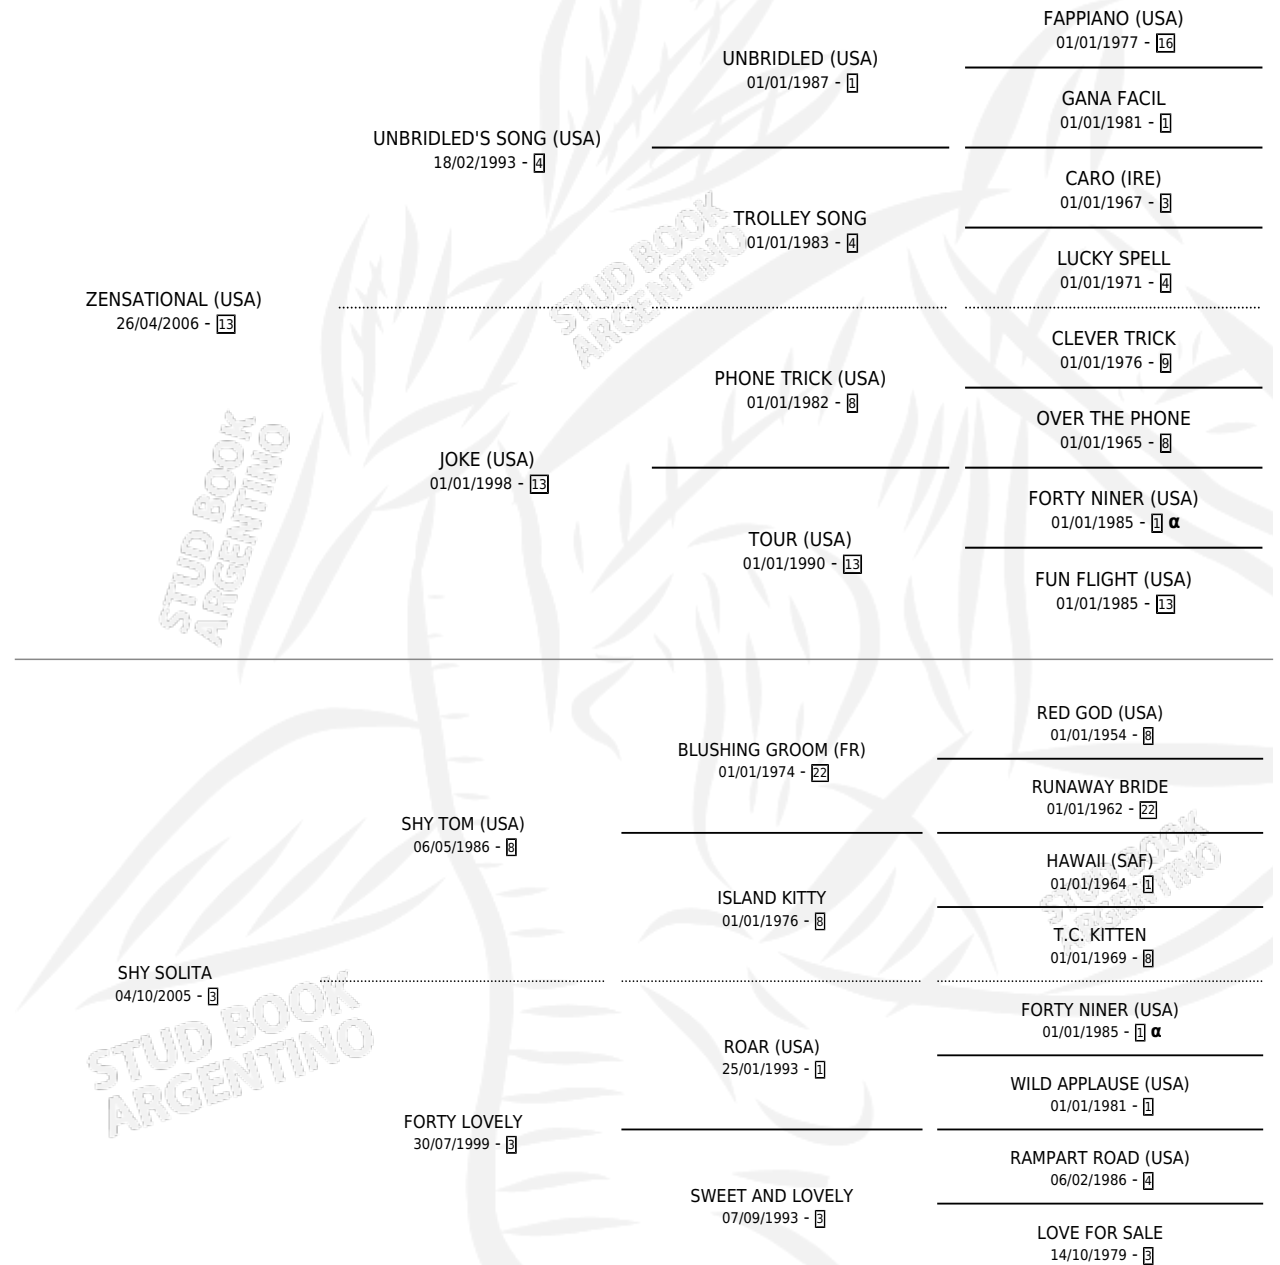 FAPPIANO (USA)
01/01/1977 - 16
UNBRIDLED (USA)
01/01/1987 - 1
GANA FACIL
01/01/1981 - 1
UNBRIDLED'S SONG (USA)
18/02/1993 - 4
CARO (IRE)
01/01/1967 - 3
TROLLEY SONG
01/01/1983 - 4
LUCKY SPELL
01/01/1971 - 4
ZENSATIONAL (USA)
26/04/2006 - 13
STUD BOOK
ARGENTINO
CLEVER TRICK
01/01/1976 - 9
PHONE TRICK (USA)
01/01/1982 - 8
OVER THE PHONE
01/01/1965 - 8
JOKE (USA)
01/01/1998 - 13
STUD BOOK
ARGENTINO
FORTY NINER (USA)
01/01/1985 - 1 α
TOUR (USA)
01/01/1990 - 13
FUN FLIGHT (USA)
01/01/1985 - 13
RED GOD (USA)
01/01/1954 - 8
BLUSHING GROOM (FR)
01/01/1974 - 22
RUNAWAY BRIDE
01/01/1962 - 22
SHY TOM (USA)
06/05/1986 - 8
STUD BOOK
ARGENTINO
HAWAII (SAF)
01/01/1964 - 1
ISLAND KITTY
01/01/1976 - 8
T.C. KITTEN
01/01/1969 - 8
SHY SOLITA
04/10/2005 - 3
STUD BOOK
ARGENTINO
FORTY NINER (USA)
01/01/1985 - 1 α
ROAR (USA)
25/01/1993 - 1
WILD APPLAUSE (USA)
01/01/1981 - 1
FORTY LOVELY
30/07/1999 - 3
RAMPART ROAD (USA)
06/02/1986 - 4
SWEET AND LOVELY
07/09/1993 - 3
LOVE FOR SALE
14/10/1979 - 3